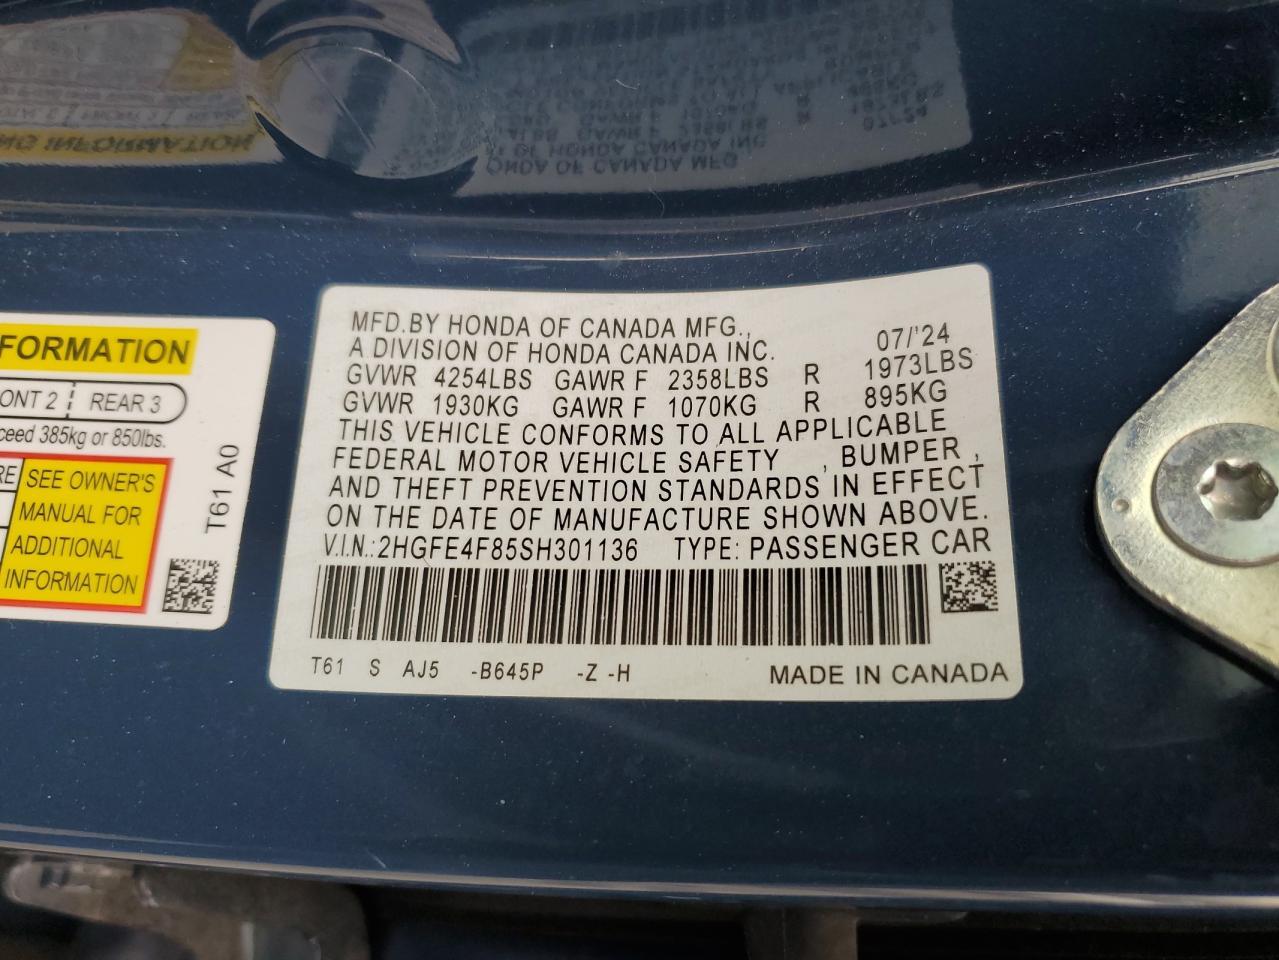 MFD.BY HONDA OF CANADA MFG.,
A DIVISION OF HONDA CANADA INC. 07/'24
GVWR 4254LBS GAWR F 2358LBS R 1973LBS
GVWR 1930KG GAWR F 1070KG R 895KG
THIS VEHICLE CONFORMS TO ALL APPLICABLE
FEDERAL MOTOR VEHICLE SAFETY , BUMPER ,
AND THEFT PREVENTION STANDARDS IN EFFECT
ON THE DATE OF MANUFACTURE SHOWN ABOVE.
V.I.N.:2HGFE4F85SH301136 TYPE: PASSENGER CAR
T61 S AJ5 -B645P -Z -H MADE IN CANADA
FORMATION
ONT 2 REAR 3
ceed 385kg or 850lbs.
RE
SEE OWNER'S
MANUAL FOR
ADDITIONAL
INFORMATION
T61 A0